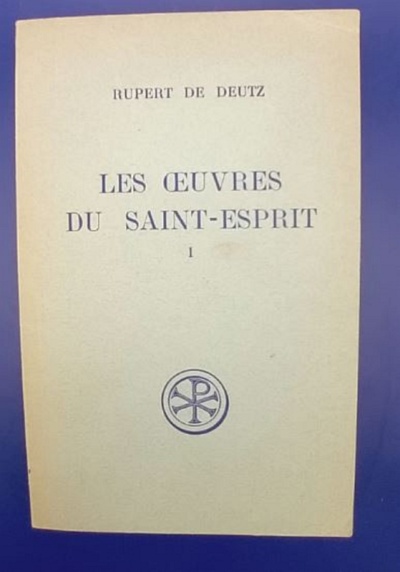 RUPERT DE DEUTZ
LES ŒUVRES
DU SAINT-ESPRIT
I